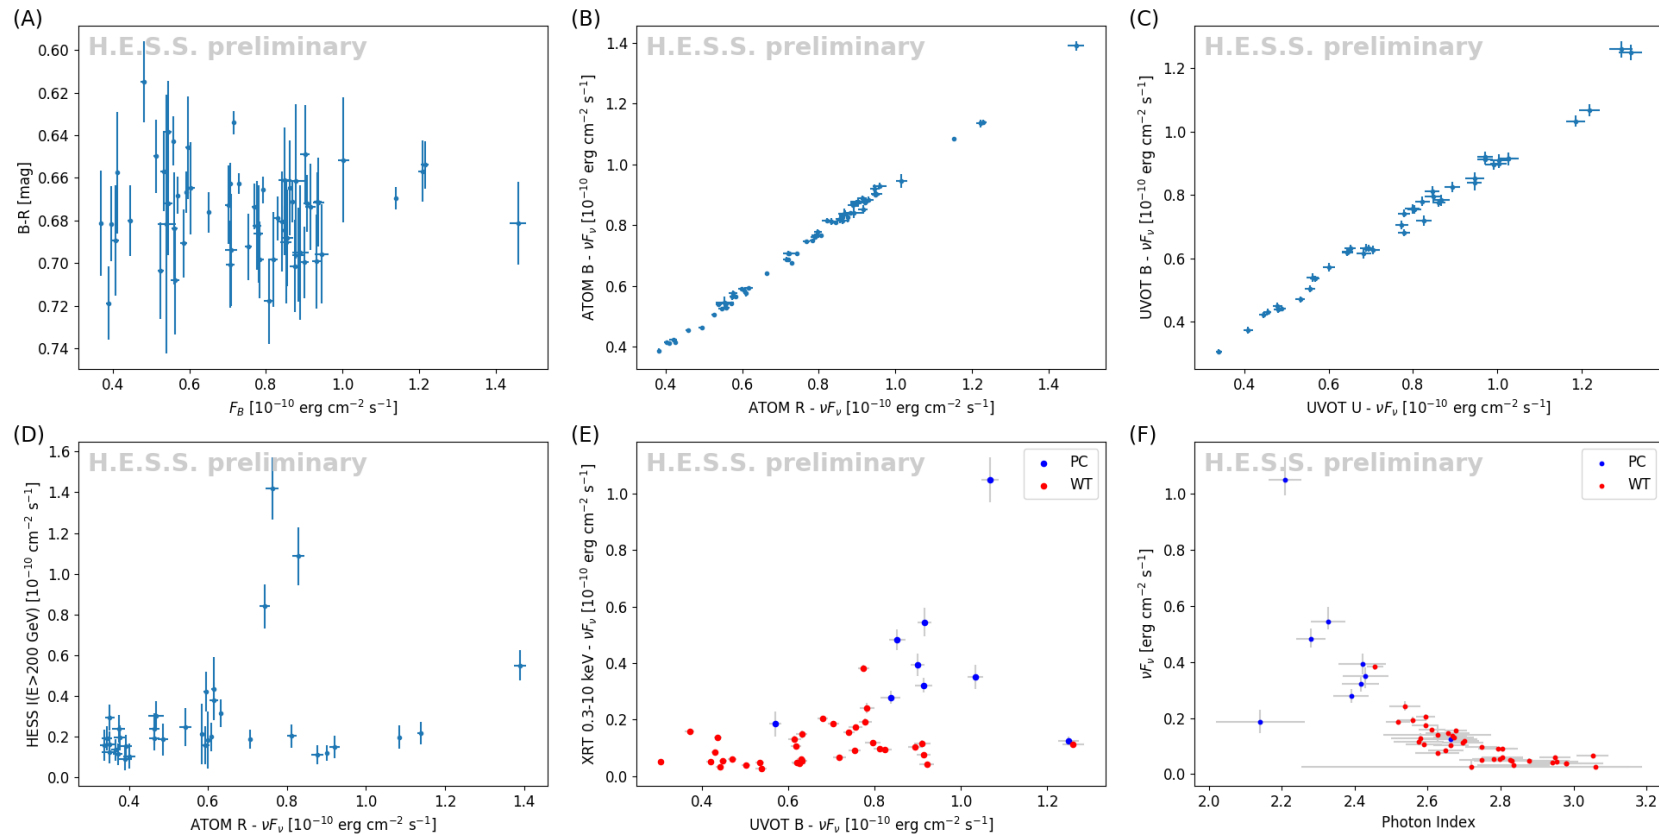 (A)
H.E.S.S. preliminary
B-R [mag]
0.60
0.62
0.64
0.66
0.68
0.70
0.72
0.74
0.4 0.6 0.8 1.0 1.2 1.4
F_B [10⁻¹⁰ erg cm⁻² s⁻¹]
(B)
H.E.S.S. preliminary
ATOM B - νFᵥ [10⁻¹⁰ erg cm⁻² s⁻¹]
1.4
1.2
1.0
0.8
0.6
0.4
0.4 0.6 0.8 1.0 1.2 1.4
ATOM R - νFᵥ [10⁻¹⁰ erg cm⁻² s⁻¹]
(C)
H.E.S.S. preliminary
UVOT B - νFᵥ [10⁻¹⁰ erg cm⁻² s⁻¹]
1.2
1.0
0.8
0.6
0.4
0.4 0.6 0.8 1.0 1.2
UVOT U - νFᵥ [10⁻¹⁰ erg cm⁻² s⁻¹]
(D)
H.E.S.S. preliminary
HESS I(E>200 GeV) [10⁻¹⁰ cm⁻² s⁻¹]
1.6
1.4
1.2
1.0
0.8
0.6
0.4
0.2
0.0
0.4 0.6 0.8 1.0 1.2 1.4
ATOM R - νFᵥ [10⁻¹⁰ erg cm⁻² s⁻¹]
(E)
H.E.S.S. preliminary
PC
WT
XRT 0.3-10 keV - νFᵥ [10⁻¹⁰ erg cm⁻² s⁻¹]
1.0
0.8
0.6
0.4
0.2
0.0
0.4 0.6 0.8 1.0 1.2
UVOT B - νFᵥ [10⁻¹⁰ erg cm⁻² s⁻¹]
(F)
H.E.S.S. preliminary
PC
WT
νFᵥ [erg cm⁻² s⁻¹]
1.0
0.8
0.6
0.4
0.2
0.0
2.0 2.2 2.4 2.6 2.8 3.0 3.2
Photon Index